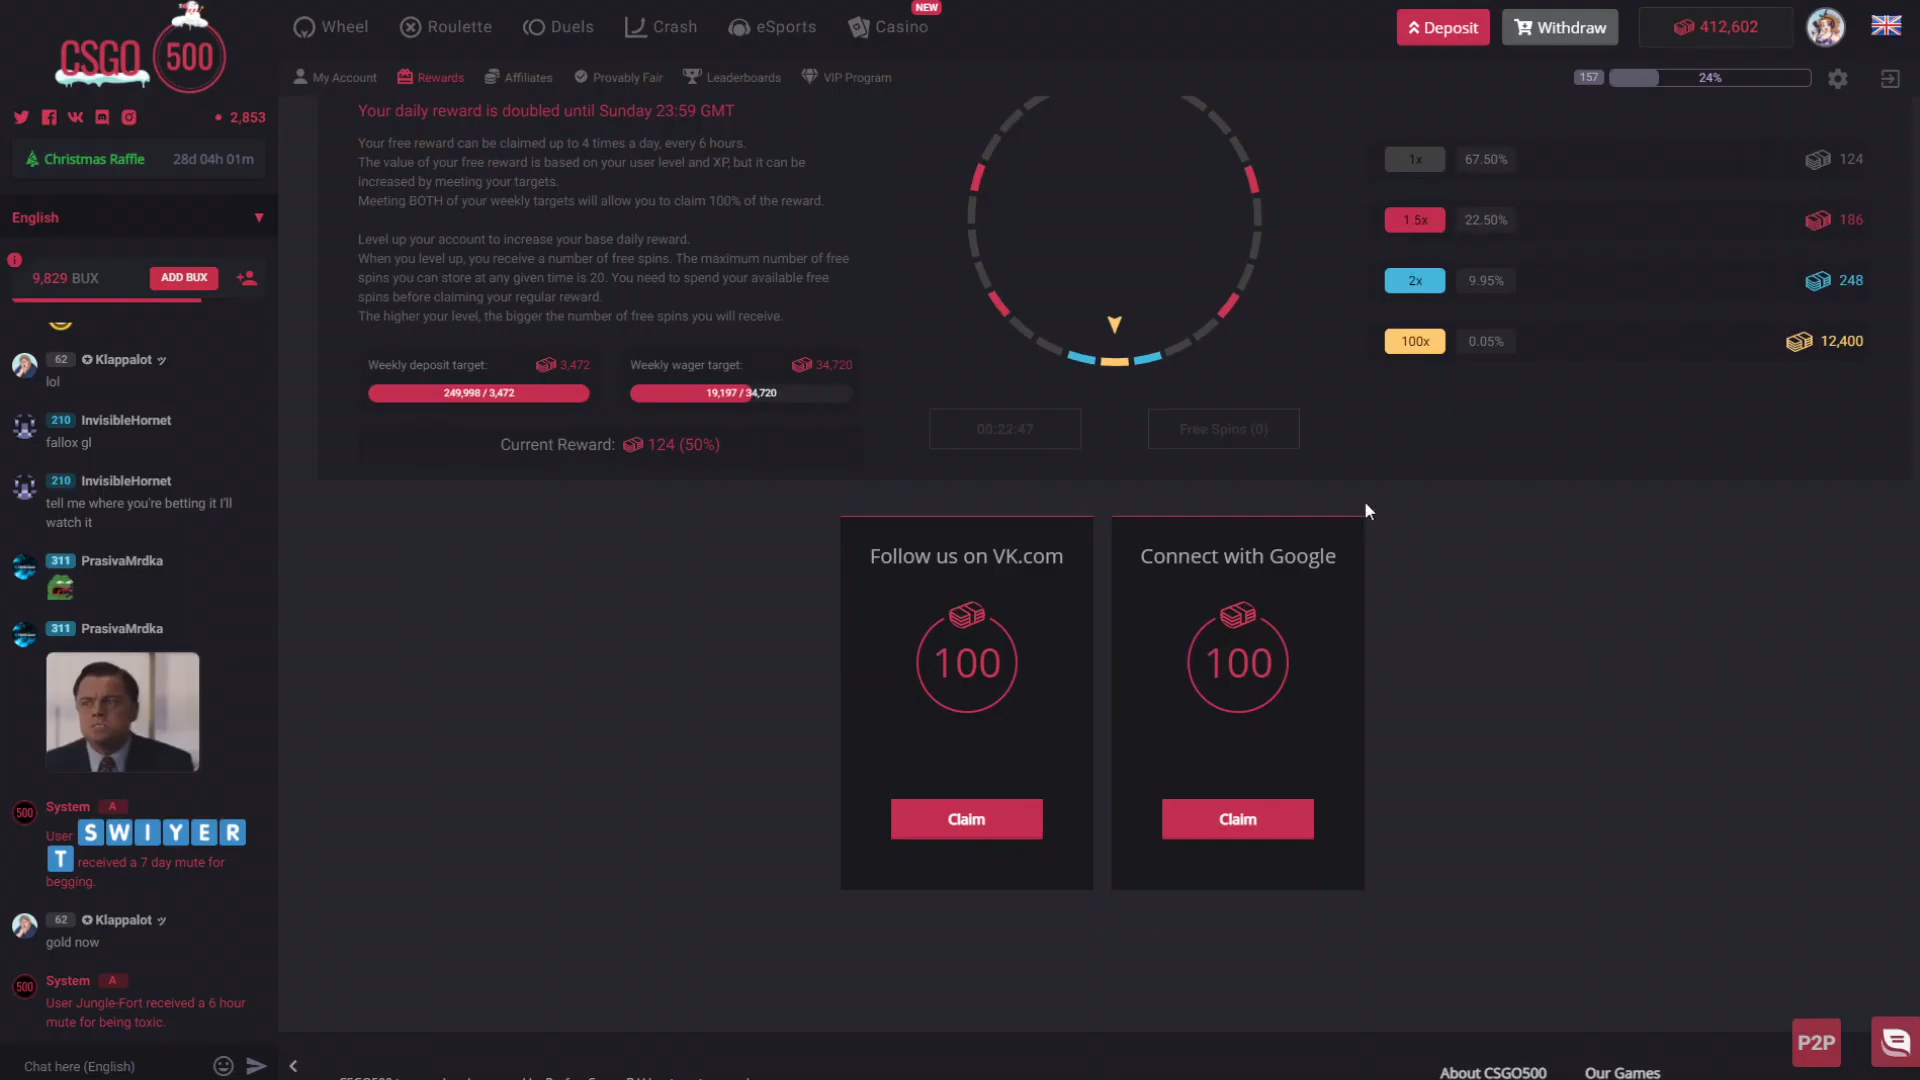 CSGO 500
Wheel
Roulette
Duels
Crash
eSports
Casino
NEW
Deposit
Withdraw
412,602
My Account
Rewards
Affiliates
Provably Fair
Leaderboards
VIP Program
157
24%
2,853
Christmas Raffle
28d 04h 01m
English
9,829 BUX
ADD BUX
62 Klappalot ツ
lol
210 InvisibleHornet
fallox gl
210 InvisibleHornet
tell me where you're betting it I'll
watch it
311 PrasivaMrdka
311 PrasivaMrdka
500 System A
User S W I Y E R
T received a 7 day mute for
begging.
62 Klappalot ツ
gold now
500 System A
User Jungle-Fort received a 6 hour
mute for being toxic.
Chat here (English)
Your daily reward is doubled until Sunday 23:59 GMT
Your free reward can be claimed up to 4 times a day, every 6 hours.
The value of your free reward is based on your user level and XP, but it can be
increased by meeting your targets.
Meeting BOTH of your weekly targets will allow you to claim 100% of the reward.
Level up your account to increase your base daily reward.
When you level up, you receive a number of free spins. The maximum number of free
spins you can store at any given time is 20. You need to spend your available free
spins before claiming your regular reward.
The higher your level, the bigger the number of free spins you will receive.
Weekly deposit target: 3,472
249,998 / 3,472
Weekly wager target: 34,720
19,197 / 34,720
Current Reward: 124 (50%)
00:22:47
Free Spins (0)
1x 67.50% 124
1.5x 22.50% 186
2x 9.95% 248
100x 0.05% 12,400
Follow us on VK.com
100
Claim
Connect with Google
100
Claim
P2P
About CSGO500
Our Games